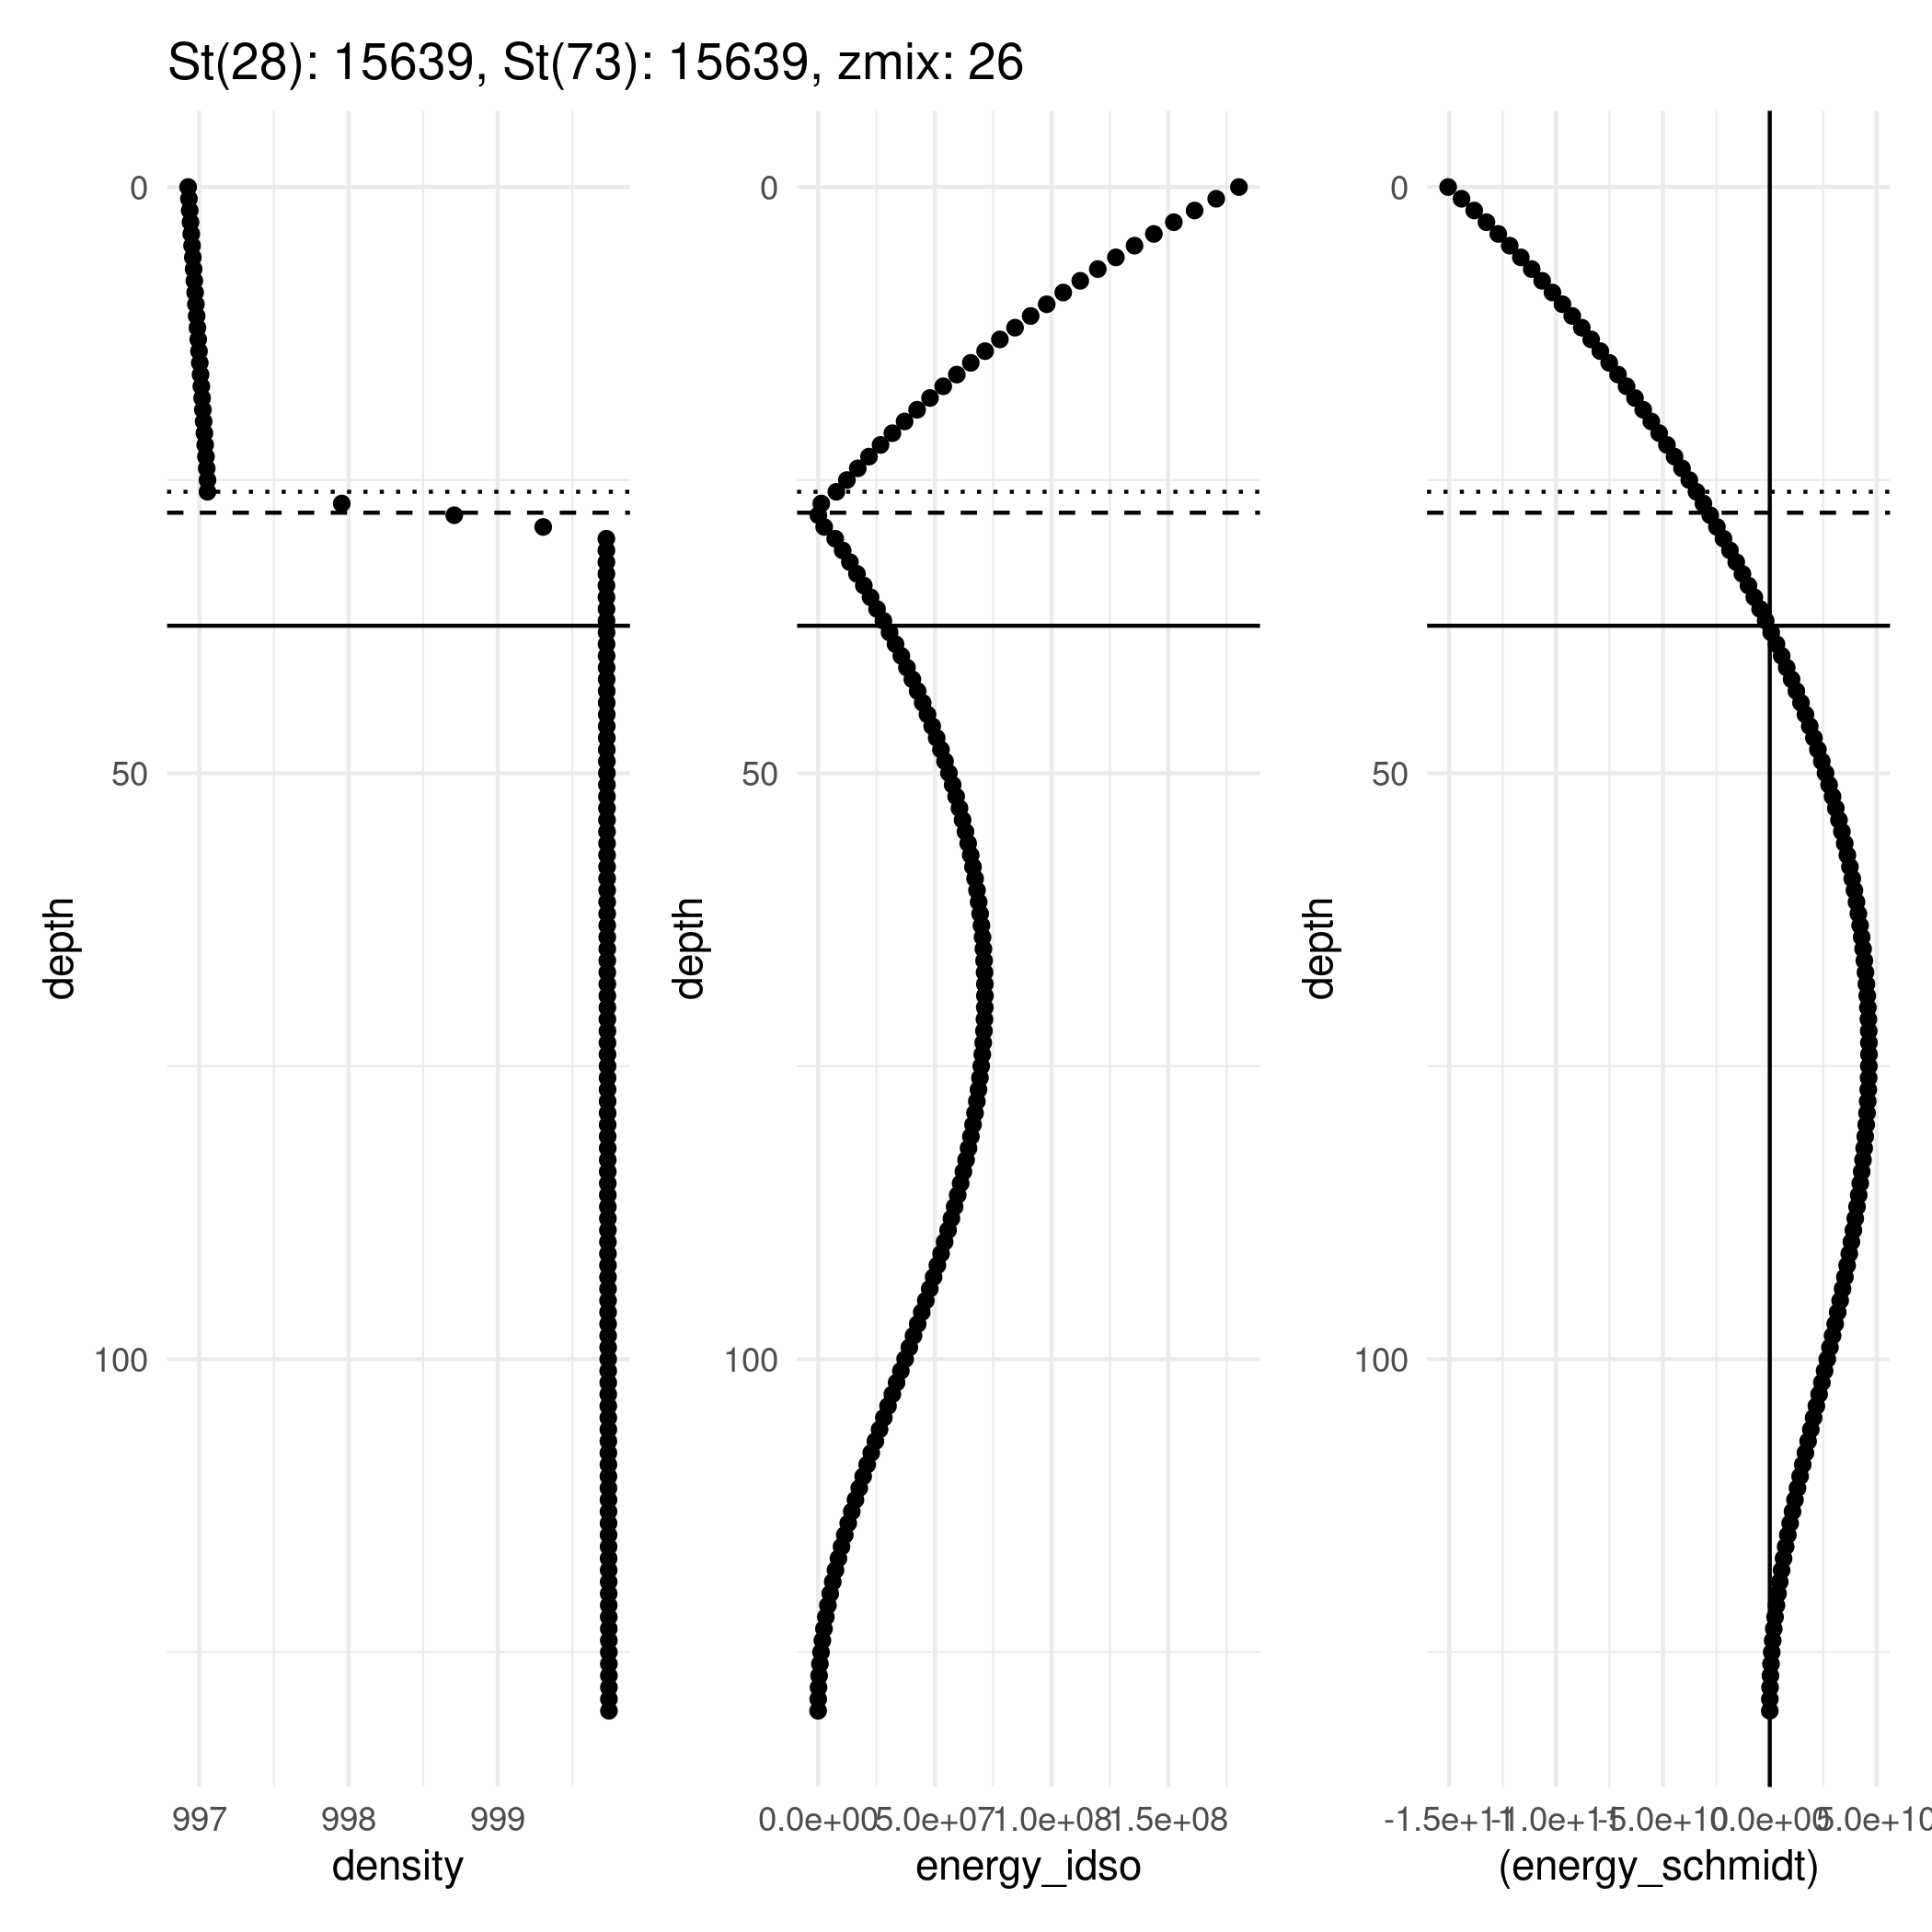 St(28): 15639, St(73): 15639, zmix: 26
0
50
100
depth
997 998 999
density
0
50
100
depth
0.0e+00 5.0e+07 1.0e+08 1.5e+08
energy_idso
0
50
100
depth
-1.5e+11 -1.0e+11 -5.0e+10 0.0e+00 5.0e+10
(energy_schmidt)